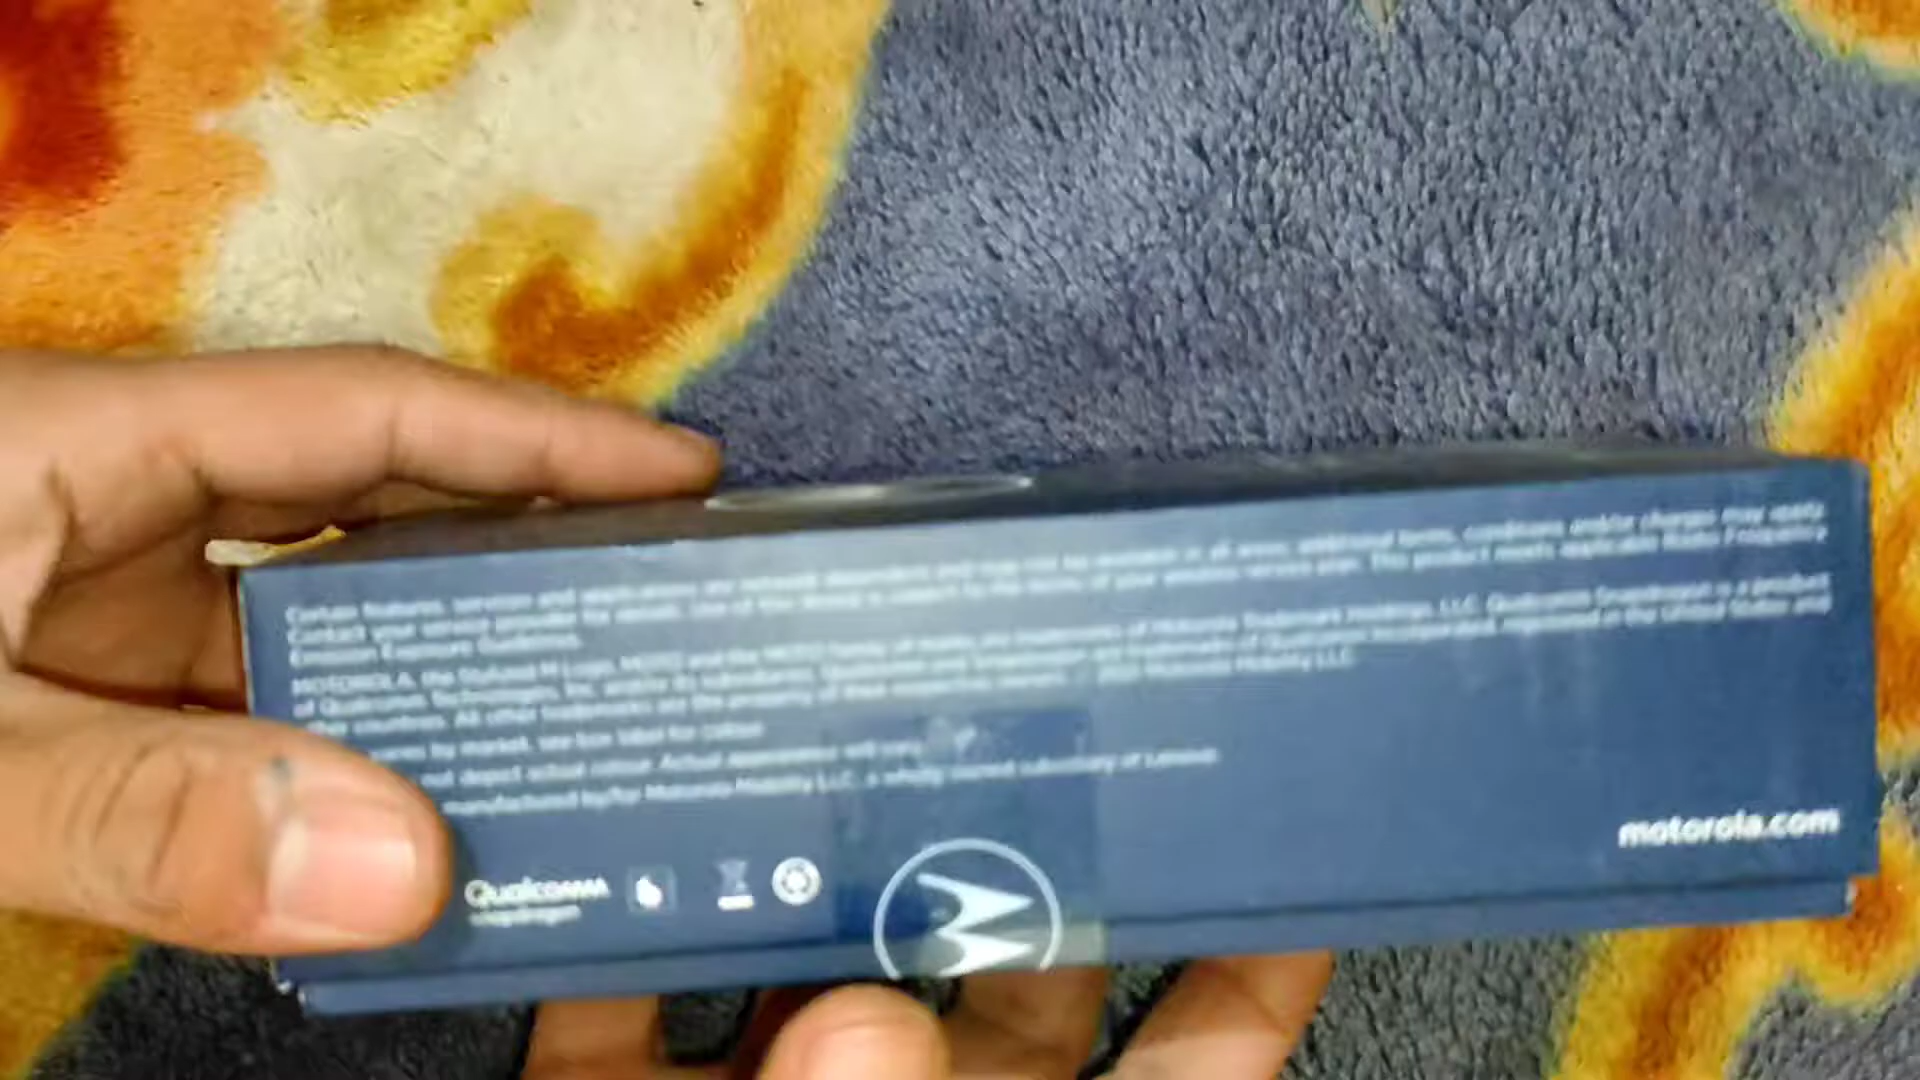 Certain features, services and applications are network dependent and may not be available in all areas; additional terms, conditions and/or charges may apply.
Contact your service provider for details. Use of this device is subject to the terms of your wireless service plan. This product meets applicable Radio Frequency
Emission Exposure Guidelines.
MOTOROLA, the Stylized M Logo, MOTO and the MOTO family of marks are trademarks of Motorola Trademark Holdings, LLC. Qualcomm Snapdragon is a product
of Qualcomm Technologies, Inc. and/or its subsidiaries. Qualcomm and Snapdragon are trademarks of Qualcomm Incorporated, registered in the United States and
other countries. All other trademarks are the property of their respective owners. Motorola Mobility LLC.
by market. See box label for
not depict actual colour. Actual appearance will vary.
manufactured by/for Motorola Mobility LLC, a wholly owned subsidiary of Lenovo.
motorola.com
Qualcomm
snapdragon